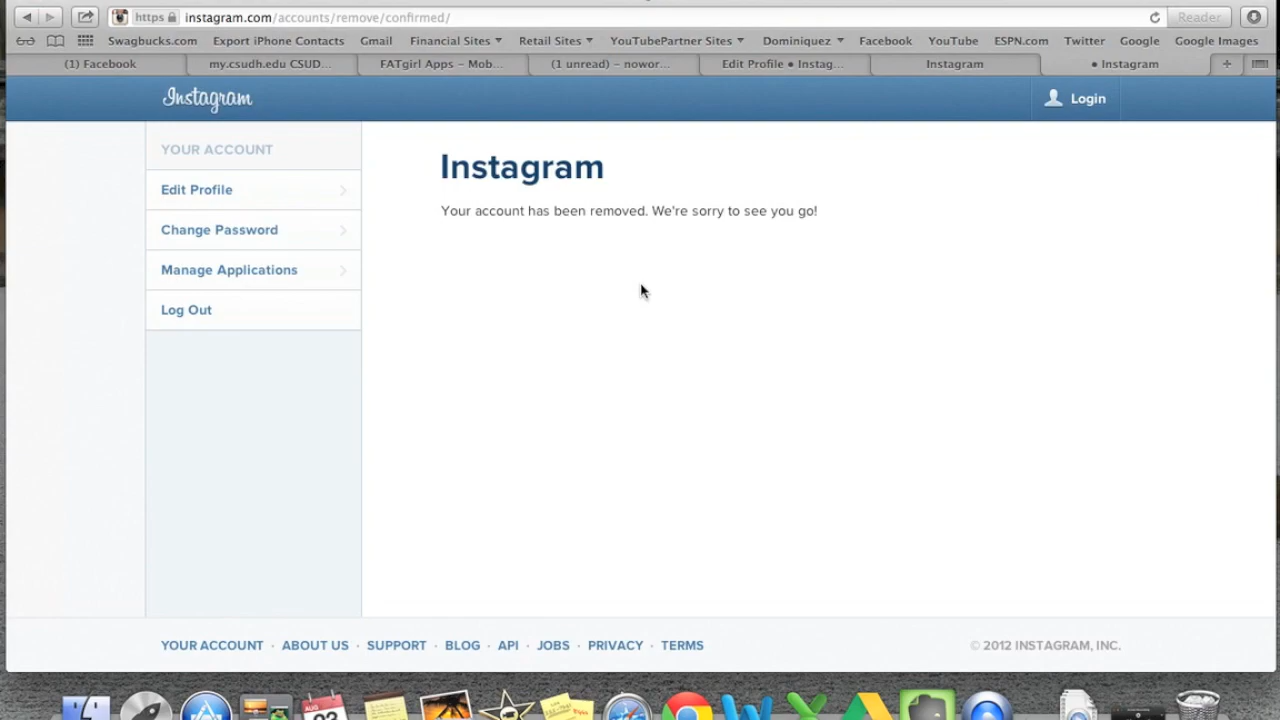 https instagram.com/accounts/remove/confirmed/ Reader
Swagbucks.com Export iPhone Contacts Gmail Financial Sites Retail Sites YouTubePartner Sites Dominiquez Facebook YouTube ESPN.com Twitter Google Google Images
(1) Facebook my.csudh.edu CSUD... FATgirl Apps – Mob... (1 unread) – nowor... Edit Profile • Instag... Instagram • Instagram
Instagram Login
YOUR ACCOUNT
Edit Profile
Change Password
Manage Applications
Log Out
Instagram
Your account has been removed. We're sorry to see you go!
YOUR ACCOUNT · ABOUT US · SUPPORT · BLOG · API · JOBS · PRIVACY · TERMS © 2012 INSTAGRAM, INC.
AUG